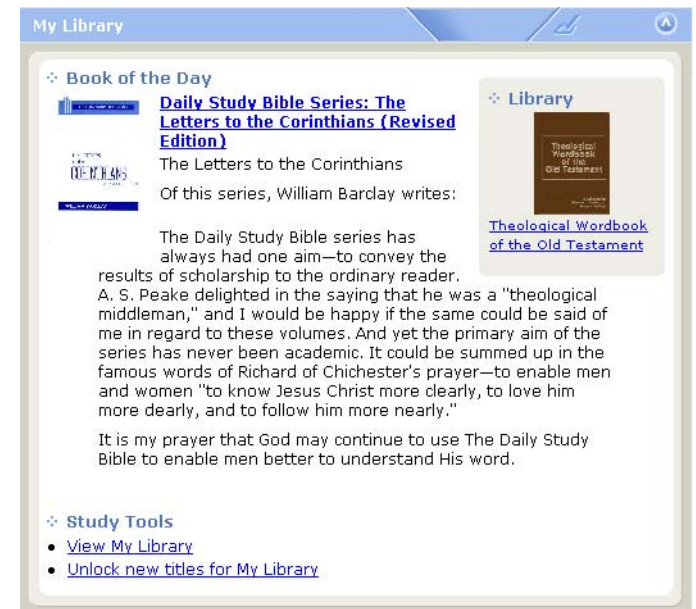 My Library
Book of the Day
Daily Study Bible Series: The
Letters to the Corinthians (Revised
Edition)
The Letters to the Corinthians
Of this series, William Barclay writes:
The Daily Study Bible series has
always had one aim—to convey the
results of scholarship to the ordinary reader.
A. S. Peake delighted in the saying that he was a "theological
middleman," and I would be happy if the same could be said of
me in regard to these volumes. And yet the primary aim of the
series has never been academic. It could be summed up in the
famous words of Richard of Chichester's prayer—to enable men
and women "to know Jesus Christ more clearly, to love him
more dearly, and to follow him more nearly."
It is my prayer that God may continue to use The Daily Study
Bible to enable men better to understand His word.
Library
Theological
Wordbook
of the
Old Testament
Theological Wordbook
of the Old Testament
Study Tools
View My Library
Unlock new titles for My Library